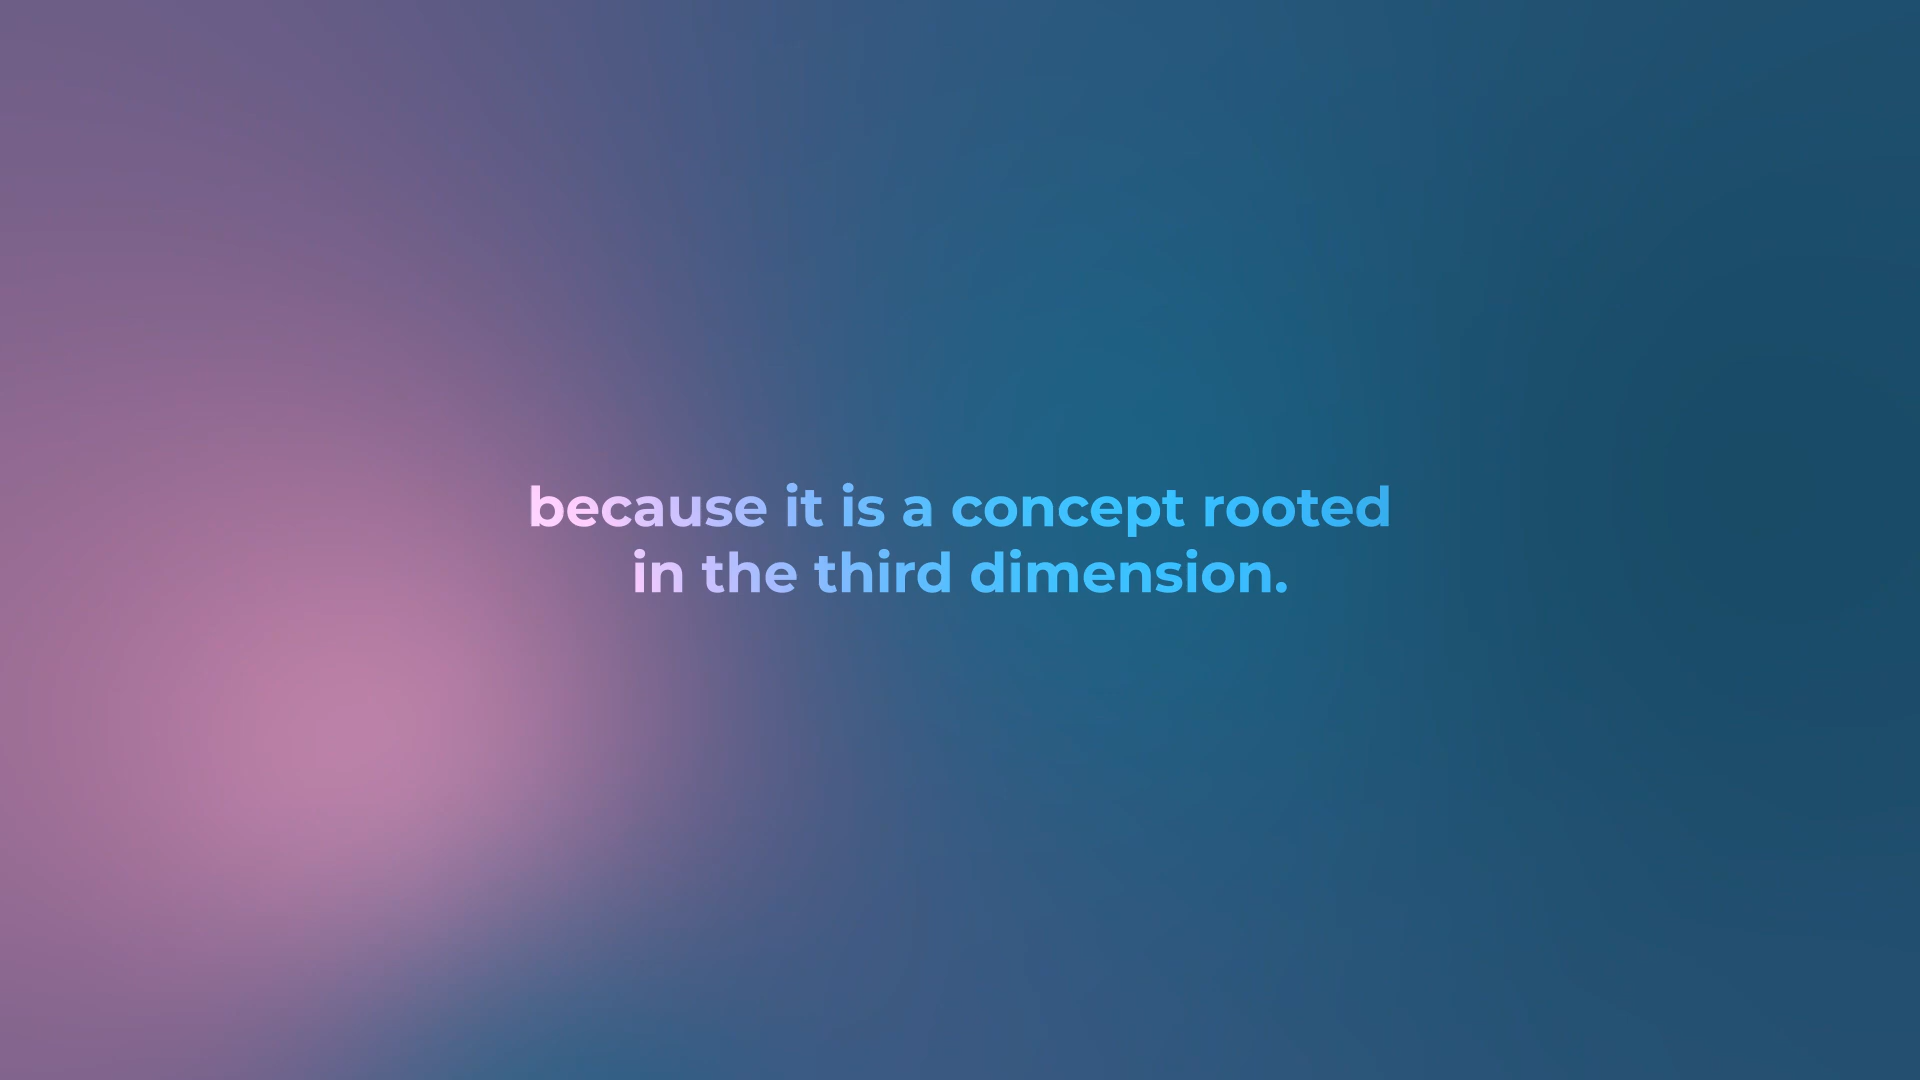 because it is a concept rooted
in the third dimension.